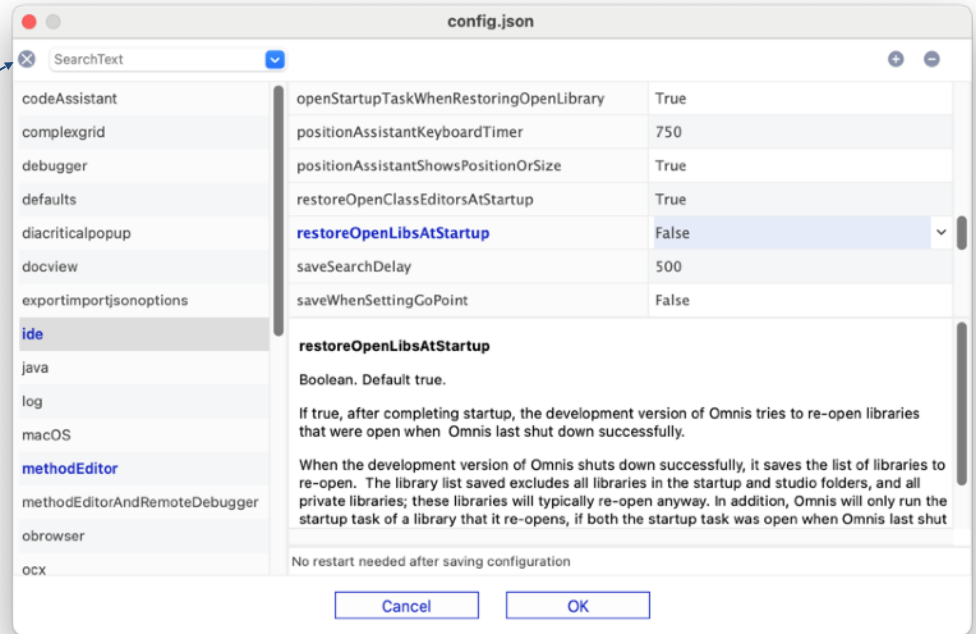 config.json
SearchText
codeAssistant
complexgrid
debugger
defaults
diacriticalpopup
docview
exportimportjsonoptions
ide
java
log
macOS
methodEditor
methodEditorAndRemoteDebugger
obrowser
ocx
openStartupTaskWhenRestoringOpenLibrary True
positionAssistantKeyboardTimer 750
positionAssistantShowsPositionOrSize True
restoreOpenClassEditorsAtStartup True
restoreOpenLibsAtStartup False
saveSearchDelay 500
saveWhenSettingGoPoint False
restoreOpenLibsAtStartup
Boolean. Default true.
If true, after completing startup, the development version of Omnis tries to re-open libraries
that were open when Omnis last shut down successfully.
When the development version of Omnis shuts down successfully, it saves the list of libraries to
re-open. The library list saved excludes all libraries in the startup and studio folders, and all
private libraries; these libraries will typically re-open anyway. In addition, Omnis will only run the
startup task of a library that it re-opens, if both the startup task was open when Omnis last shut
No restart needed after saving configuration
Cancel
OK